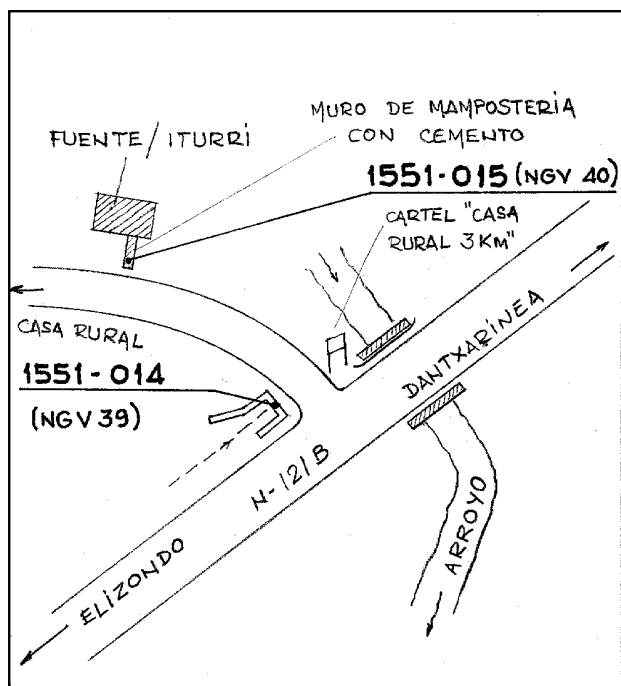 FUENTE / ITURRI
MURO DE MAMPOSTERIA
CON CEMENTO
1551-015 (NGV 40)
CARTEL "CASA
RURAL 3 Km"
CASA RURAL
1551-014
(NGV 39)
DANTXARINEA
N-121B
ELIZONDO
ARROYO